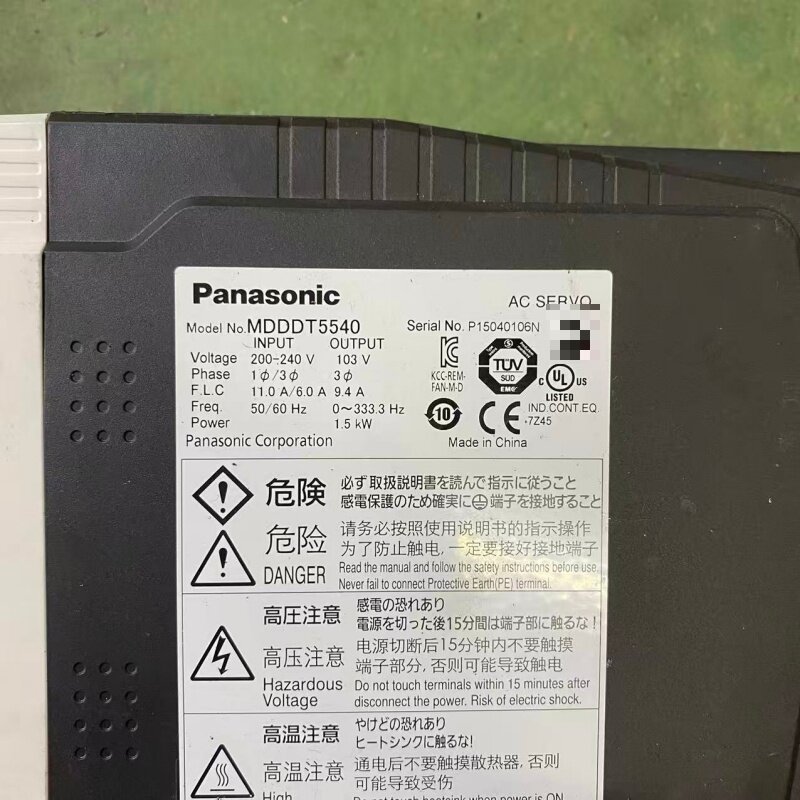 Panasonic
AC SERVO
Model No. MDDDT5540
Serial No. P15040106N
INPUT OUTPUT
Voltage 200-240 V 103 V
Phase 1ϕ/3ϕ 3ϕ
F.L.C 11.0 A/6.0 A 9.4 A
Freq. 50/60 Hz 0~333.3 Hz
Power 1.5 kW
Panasonic Corporation
KCC-REM-
FAN-M-D
TÜV
SÜD
EMC
C UL US
LISTED
IND.CONT.EQ.
7Z45
10
CE
Made in China
危険
必ず取扱説明書を読んで指示に従うこと
感電保護のため確実に端子を接地すること
危险
请务必按照使用说明书的指示操作
为了防止触电, 一定要接好接地端子
DANGER
Read the manual and follow the safety instructions before use.
Never fail to connect Protective Earth(PE) terminal.
高圧注意
感電の恐れあり
電源を切った後15分間は端子部に触るな!
高压注意
电源切断后15分钟内不要触摸
端子部分, 否则可能导致触电
Hazardous
Voltage
Do not touch terminals within 15 minutes after
disconnect the power. Risk of electric shock.
高温注意
やけどの恐れあり
ヒートシンクに触るな!
高温注意
通电后不要触摸散热器, 否则
可能导致受伤
High
Do not touch heatsink when power is ON.